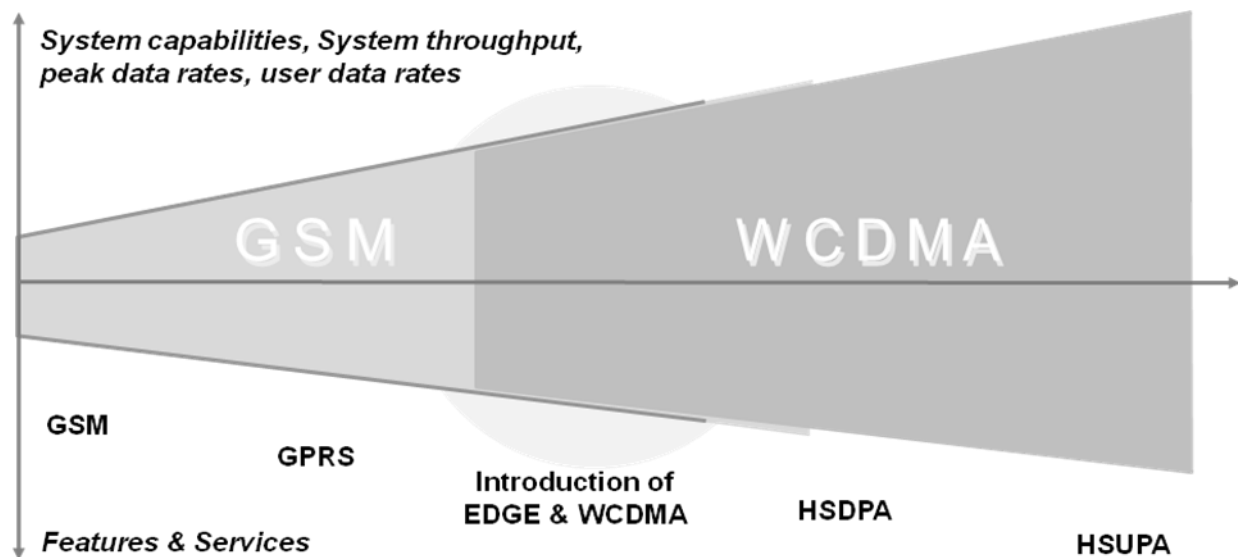 System capabilities, System throughput,
peak data rates, user data rates
GSM
WCDMA
GSM
GPRS
Introduction of
EDGE & WCDMA
HSDPA
HSUPA
Features & Services